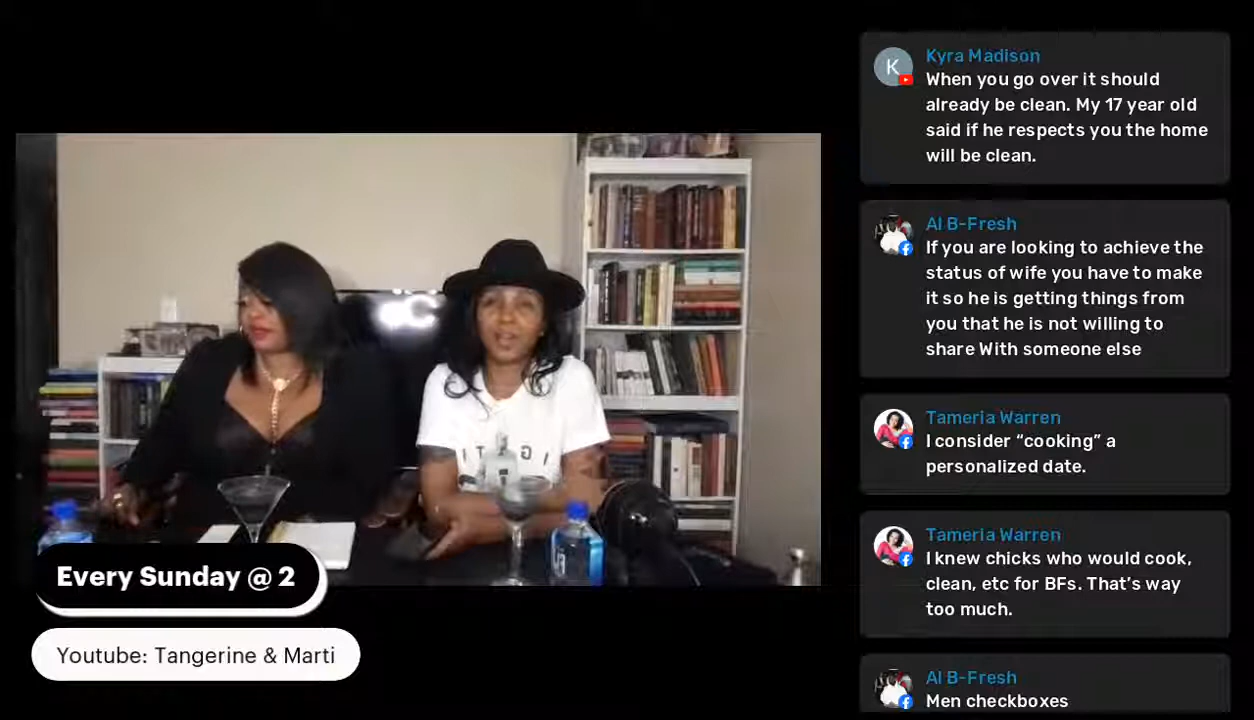 Kyra Madison
K
When you go over it should
already be clean. My 17 year old
said if he respects you the home
will be clean.
Al B-Fresh
If you are looking to achieve the
status of wife you have to make
it so he is getting things from
you that he is not willing to
share With someone else
Tameria Warren
I consider “cooking” a
personalized date.
Tameria Warren
I knew chicks who would cook,
clean, etc for BFs. That’s way
too much.
Al B-Fresh
Men checkboxes
Every Sunday @ 2
Youtube: Tangerine & Marti